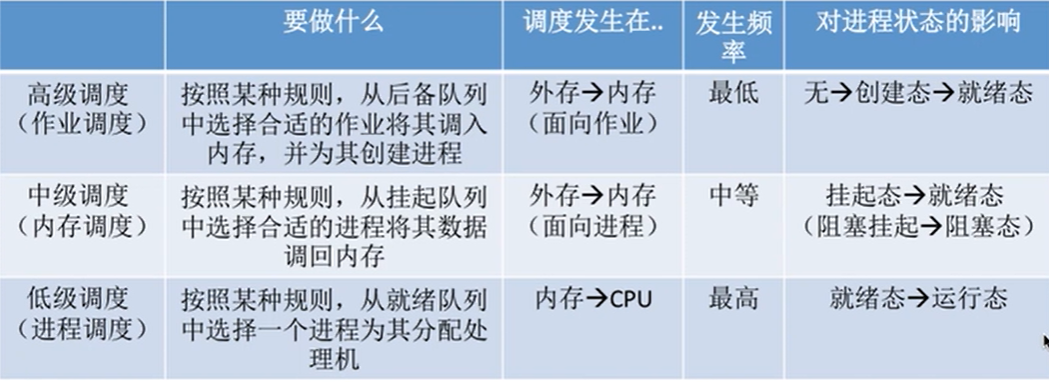 要做什么
调度发生在..
发生频
率
对进程状态的影响
高级调度
（作业调度）
按照某种规则，从后备队列
中选择合适的作业将其调入
内存，并为其创建进程
外存→内存
（面向作业）
最低
无→创建态→就绪态
中级调度
（内存调度）
按照某种规则，从挂起队列
中选择合适的进程将其数据
调回内存
外存→内存
（面向进程）
中等
挂起态→就绪态
（阻塞挂起→阻塞态）
低级调度
（进程调度）
按照某种规则，从就绪队列
中选择一个进程为其分配处
理机
内存→CPU
最高
就绪态→运行态